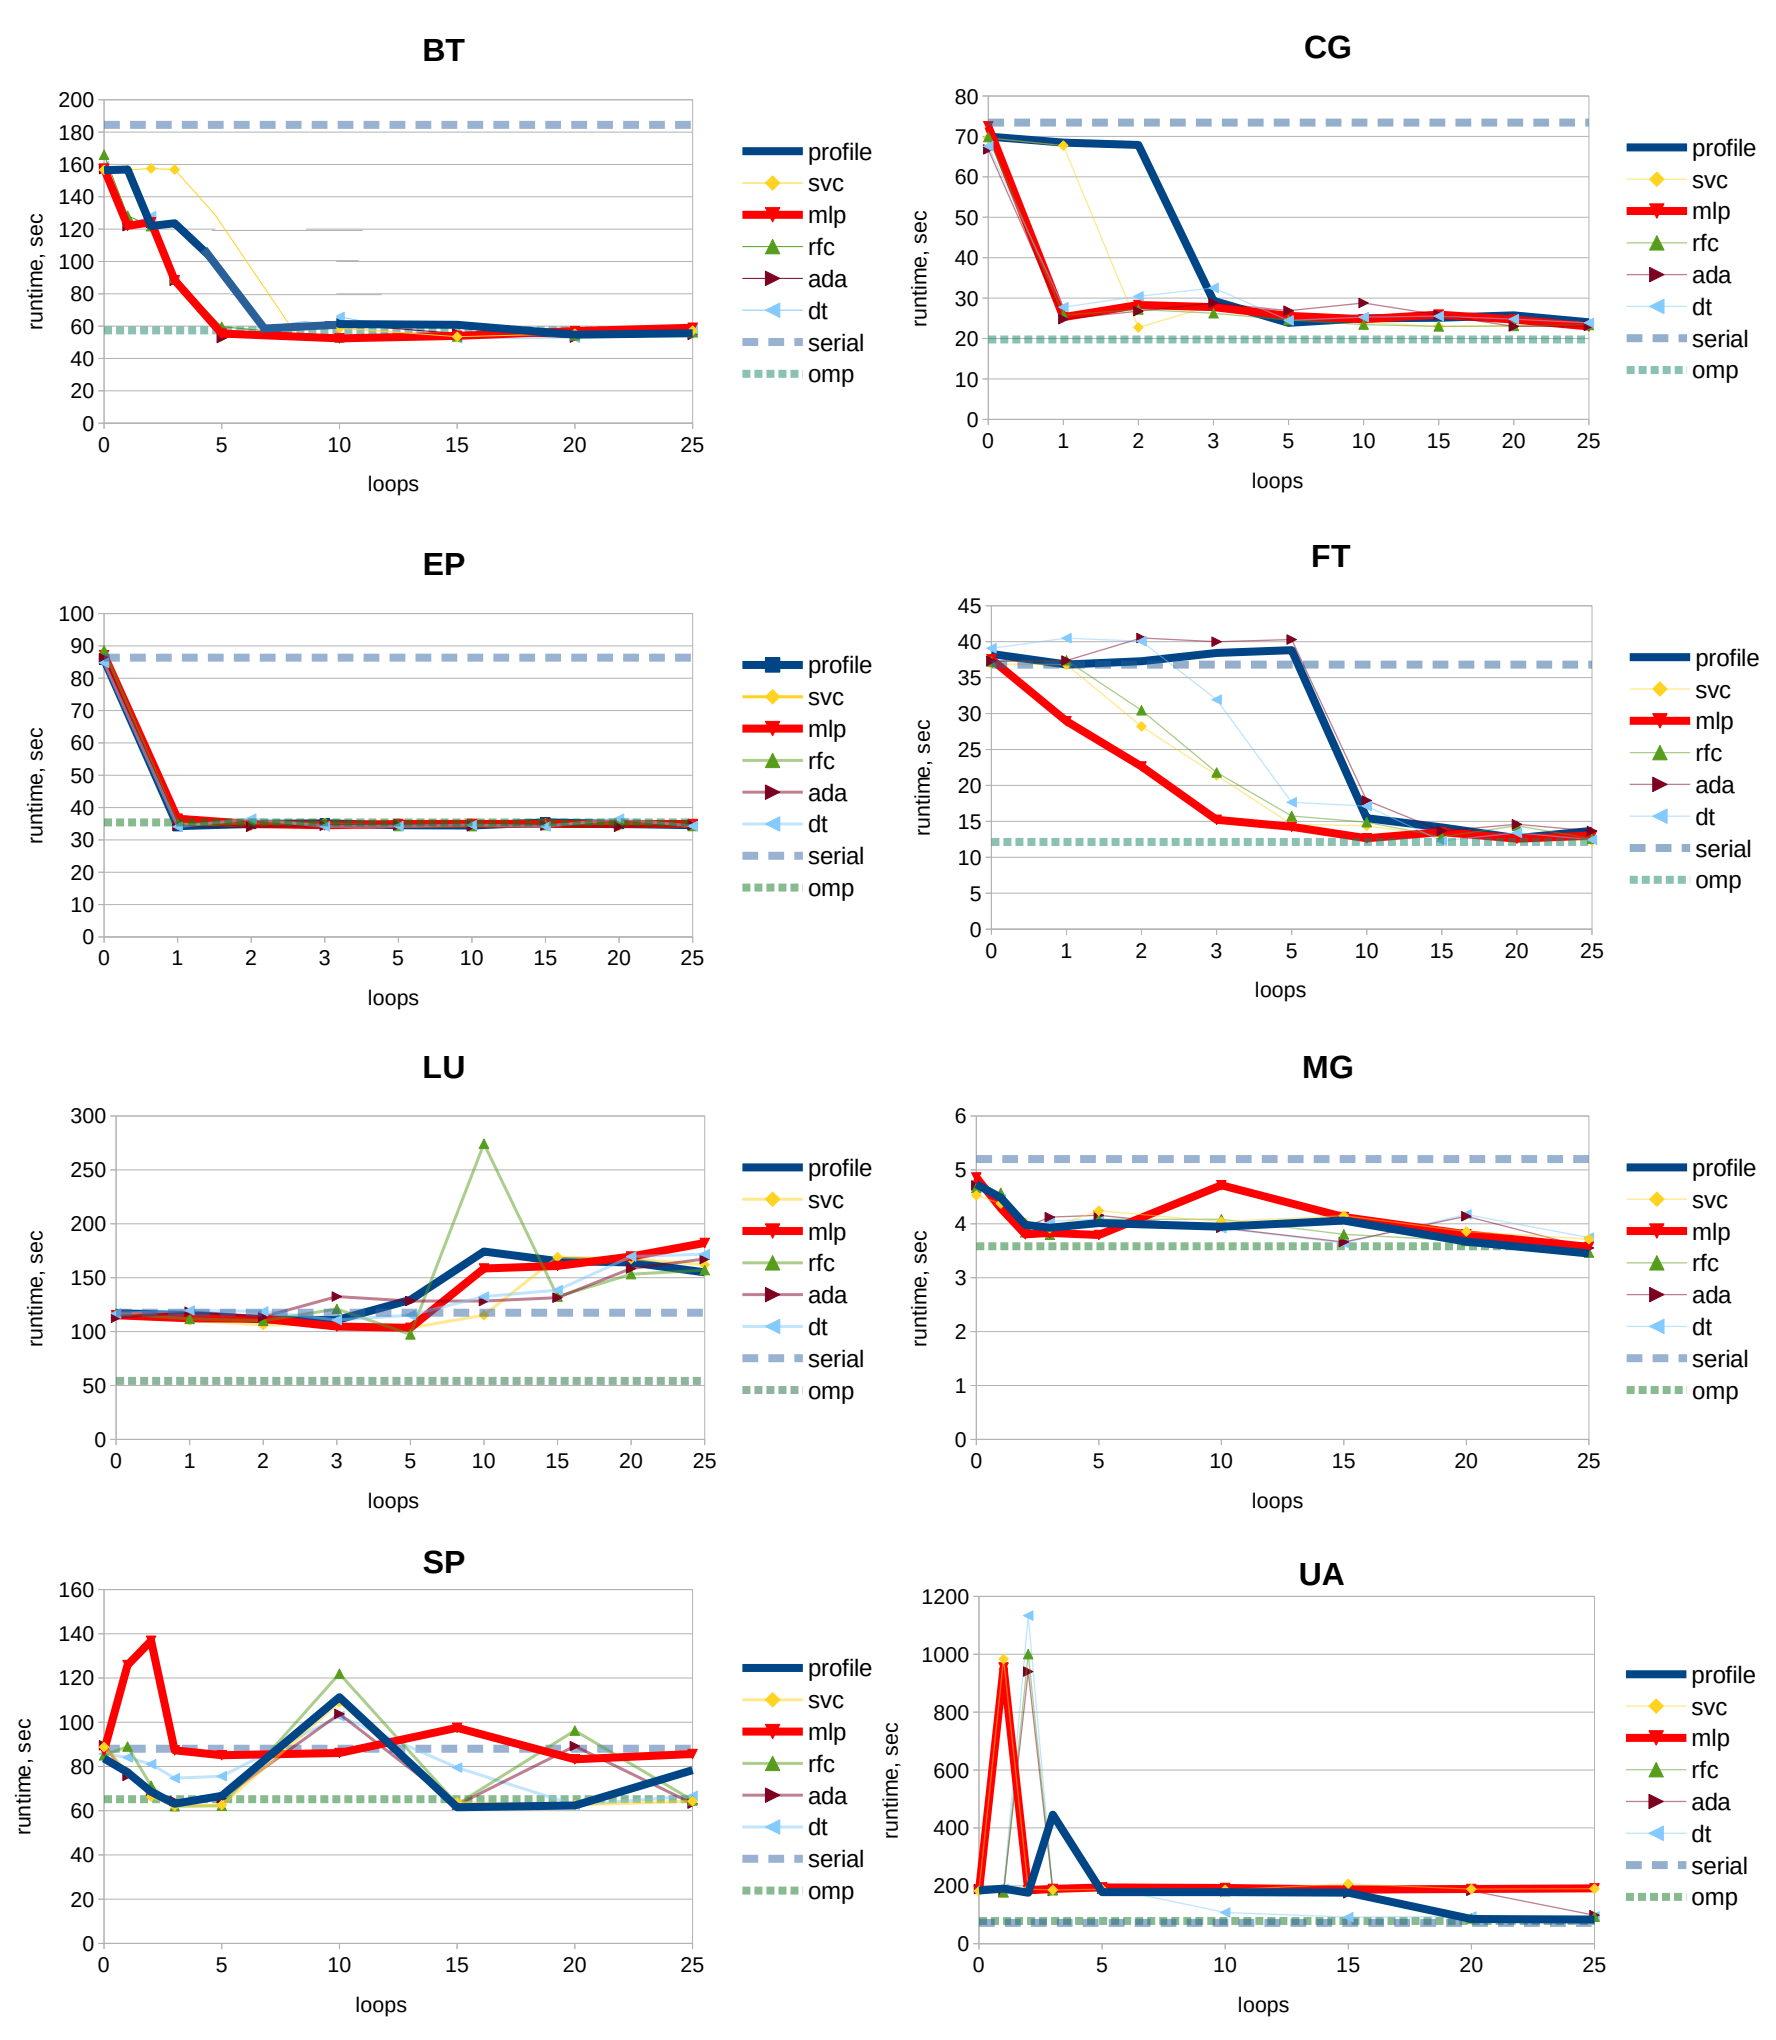 BT
200
180
160
140
120
100
80
60
40
20
0
runtime, sec
0 5 10 15 20 25
loops
profile
svc
mlp
rfc
ada
dt
serial
omp
CG
80
70
60
50
40
30
20
10
0
runtime, sec
0 1 2 3 5 10 15 20 25
loops
profile
svc
mlp
rfc
ada
dt
serial
omp
EP
100
90
80
70
60
50
40
30
20
10
0
runtime, sec
0 1 2 3 5 10 15 20 25
loops
profile
svc
mlp
rfc
ada
dt
serial
omp
FT
45
40
35
30
25
20
15
10
5
0
runtime, sec
0 1 2 3 5 10 15 20 25
loops
profile
svc
mlp
rfc
ada
dt
serial
omp
LU
300
250
200
150
100
50
0
runtime, sec
0 1 2 3 5 10 15 20 25
loops
profile
svc
mlp
rfc
ada
dt
serial
omp
MG
6
5
4
3
2
1
0
runtime, sec
0 5 10 15 20 25
loops
profile
svc
mlp
rfc
ada
dt
serial
omp
SP
160
140
120
100
80
60
40
20
0
runtime, sec
0 5 10 15 20 25
loops
profile
svc
mlp
rfc
ada
dt
serial
omp
UA
1200
1000
800
600
400
200
0
runtime, sec
0 5 10 15 20 25
loops
profile
svc
mlp
rfc
ada
dt
serial
omp